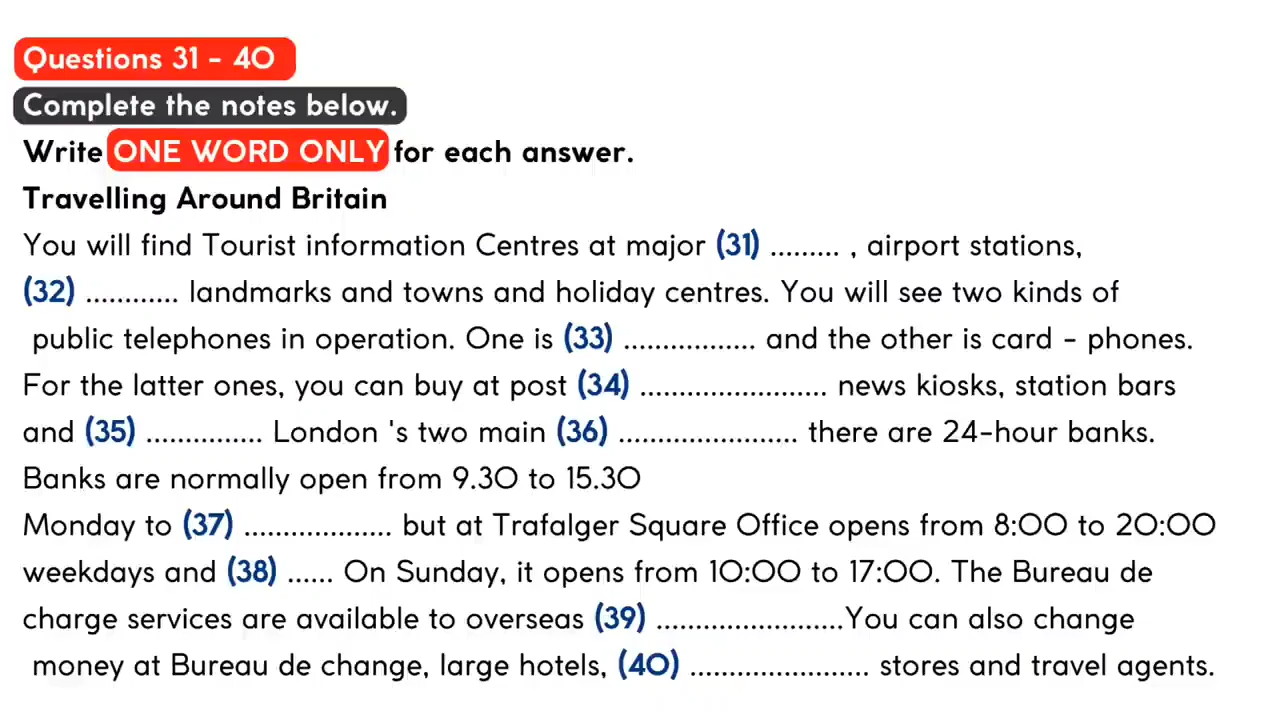 Questions 31 - 40
Complete the notes below.
Write ONE WORD ONLY for each answer.
Travelling Around Britain
You will find Tourist information Centres at major (31) ......... , airport stations,
(32) ............ landmarks and towns and holiday centres. You will see two kinds of
public telephones in operation. One is (33) ................. and the other is card - phones.
For the latter ones, you can buy at post (34) ........................ news kiosks, station bars
and (35) ............... London 's two main (36) ....................... there are 24-hour banks.
Banks are normally open from 9.30 to 15.30
Monday to (37) ................... but at Trafalger Square Office opens from 8:00 to 20:00
weekdays and (38) ...... On Sunday, it opens from 10:00 to 17:00. The Bureau de
charge services are available to overseas (39) ........................You can also change
money at Bureau de change, large hotels, (40) ....................... stores and travel agents.